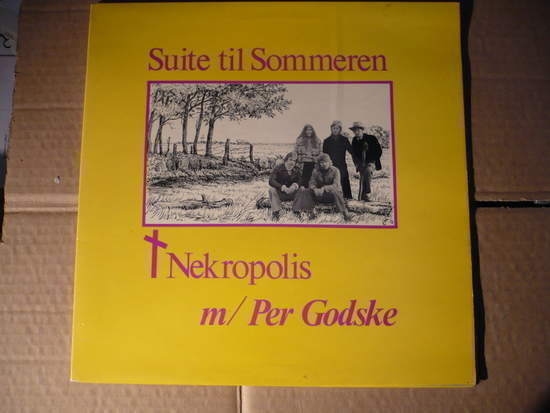 Suite til Sommeren
Nekropolis
m/ Per Godske